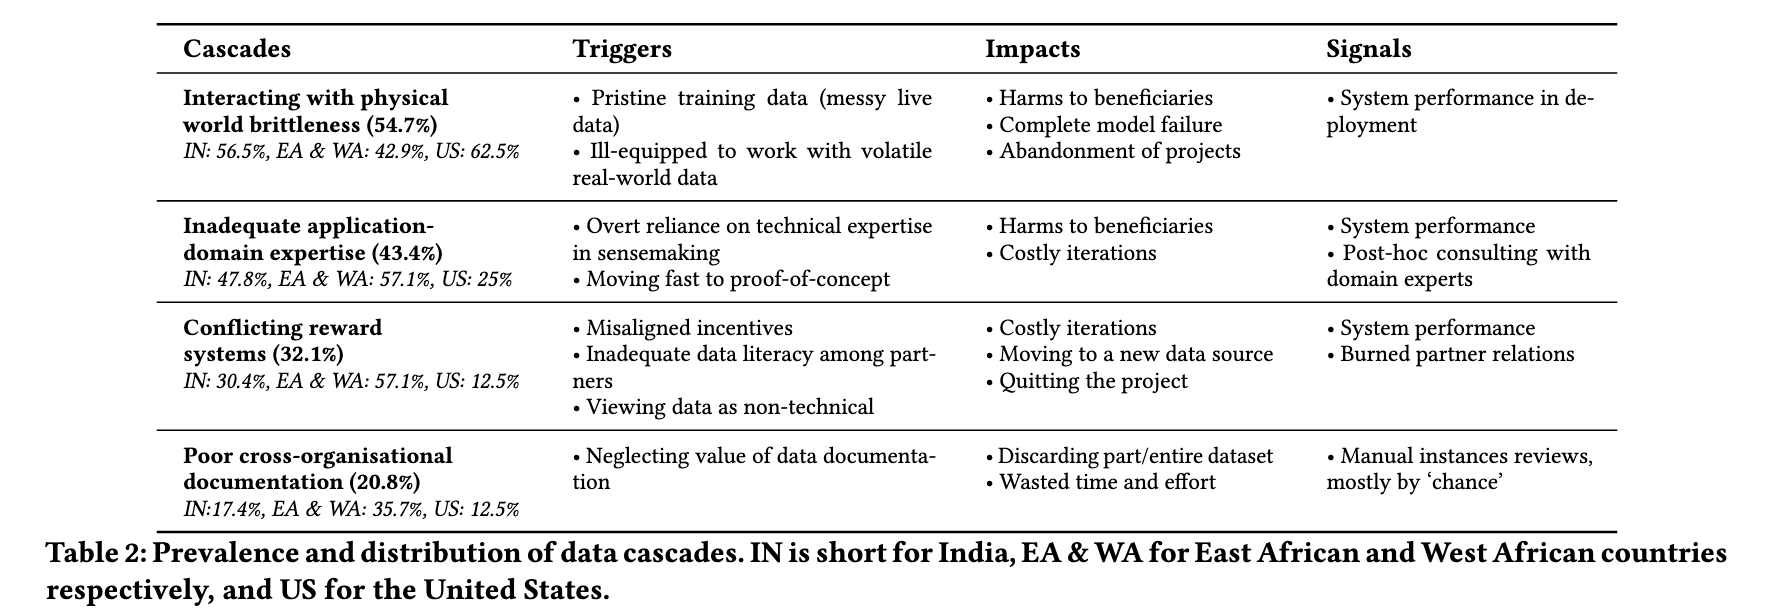 Cascades Triggers Impacts Signals
Interacting with physical
world brittleness (54.7%)
IN: 56.5%, EA & WA: 42.9%, US: 62.5%
• Pristine training data (messy live
data)
• Ill-equipped to work with volatile
real-world data
• Harms to beneficiaries
• Complete model failure
• Abandonment of projects
• System performance in de-
ployment
Inadequate application-
domain expertise (43.4%)
IN: 47.8%, EA & WA: 57.1%, US: 25%
• Overt reliance on technical expertise
in sensemaking
• Moving fast to proof-of-concept
• Harms to beneficiaries
• Costly iterations
• System performance
• Post-hoc consulting with
domain experts
Conflicting reward
systems (32.1%)
IN: 30.4%, EA & WA: 57.1%, US: 12.5%
• Misaligned incentives
• Inadequate data literacy among part-
ners
• Viewing data as non-technical
• Costly iterations
• Moving to a new data source
• Quitting the project
• System performance
• Burned partner relations
Poor cross-organisational
documentation (20.8%)
IN:17.4%, EA & WA: 35.7%, US: 12.5%
• Neglecting value of data documenta-
tion
• Discarding part/entire dataset
• Wasted time and effort
• Manual instances reviews,
mostly by ‘chance’
Table 2: Prevalence and distribution of data cascades. IN is short for India, EA & WA for East African and West African countries
respectively, and US for the United States.